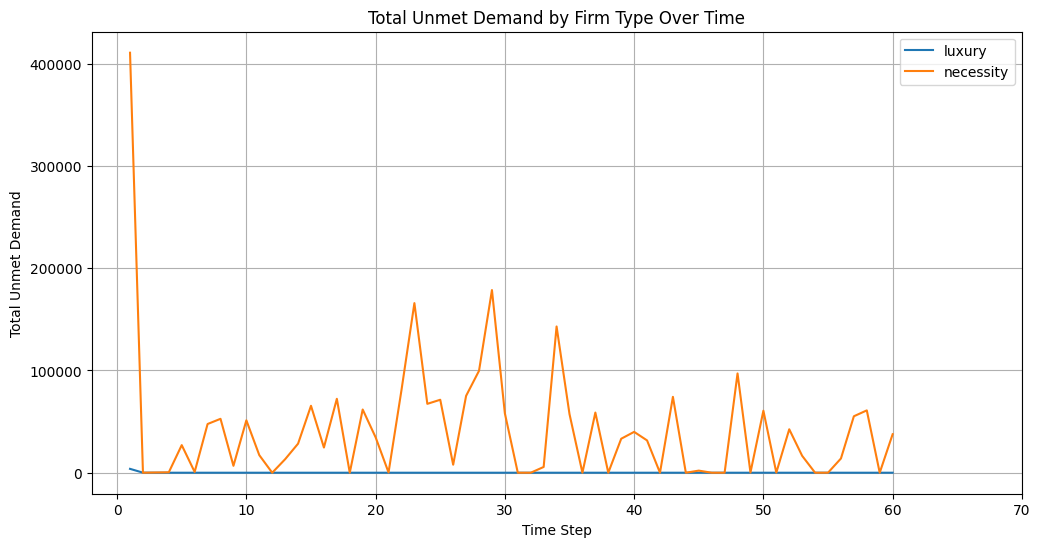 Total Unmet Demand by Firm Type Over Time
luxury
necessity
Total Unmet Demand
400000
300000
200000
100000
0
0 10 20 30 40 50 60 70
Time Step